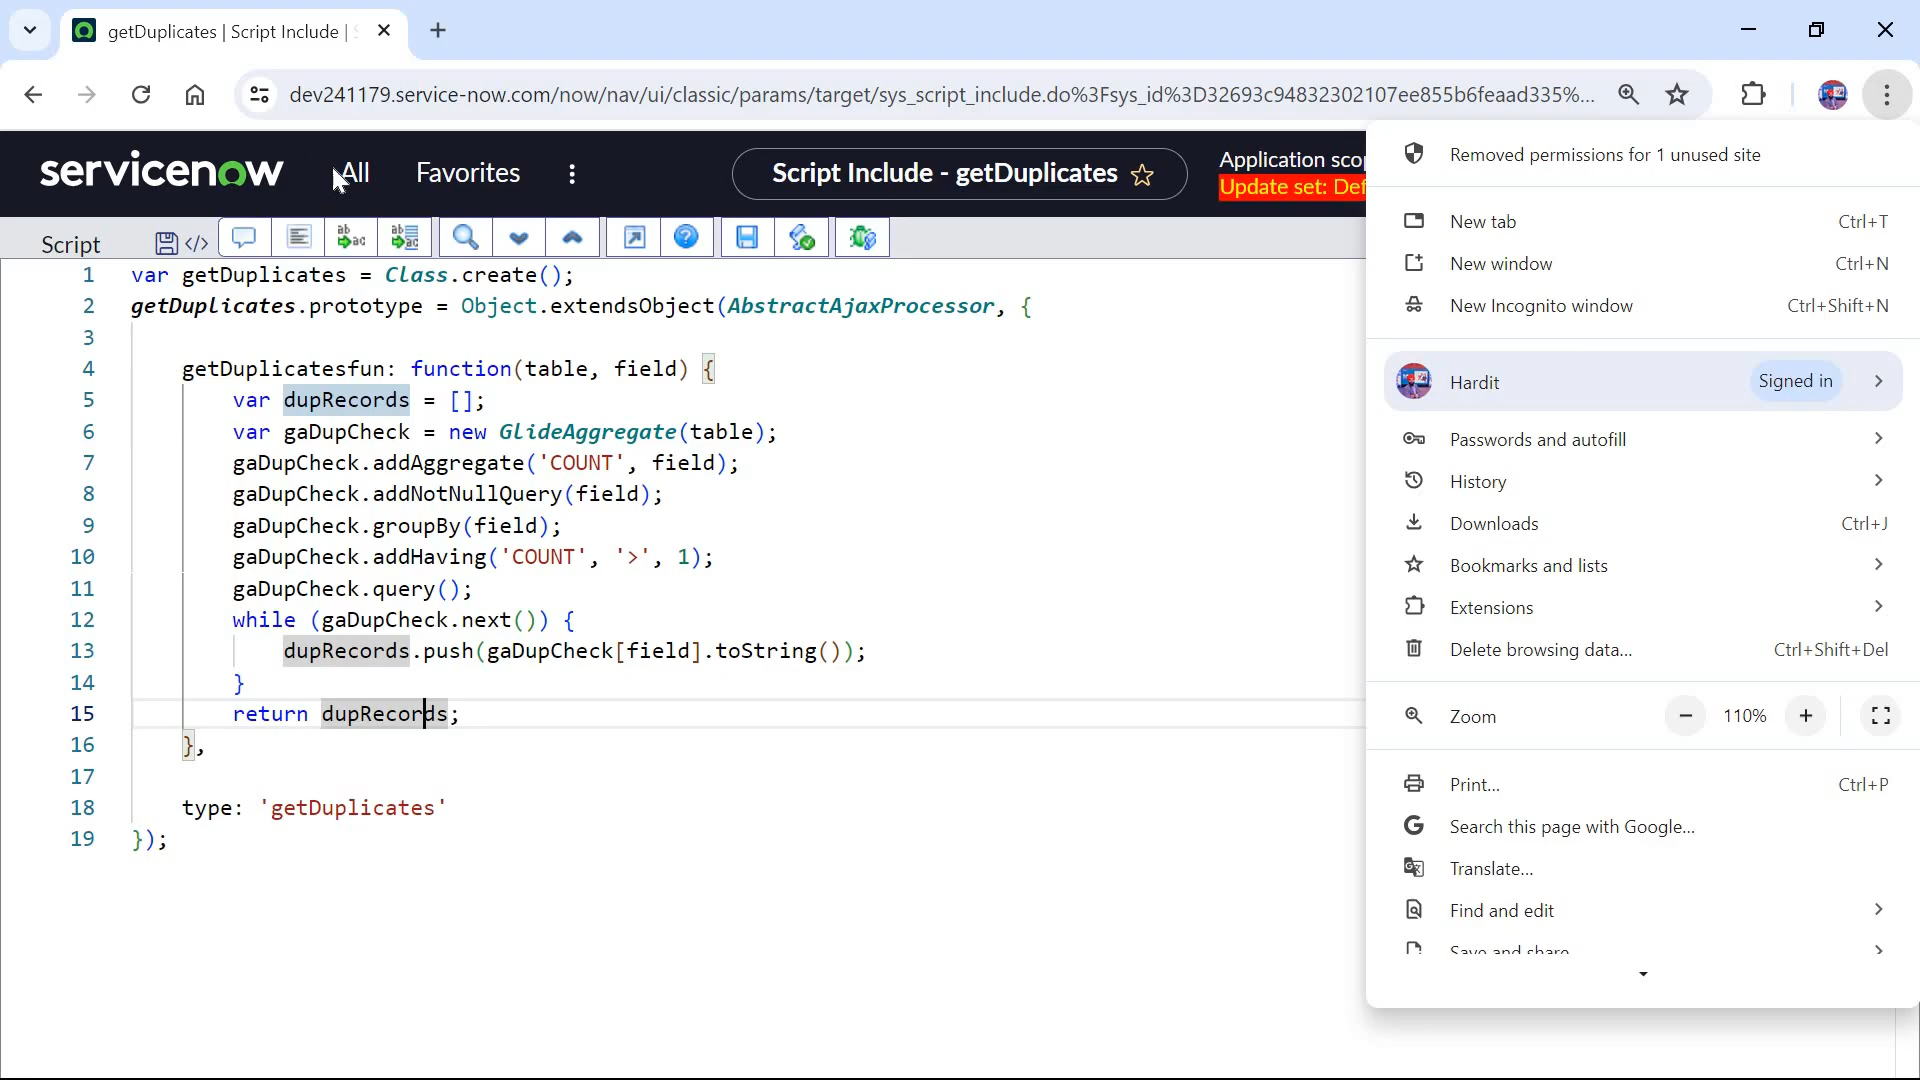 getDuplicates | Script Include |
dev241179.service-now.com/now/nav/ui/classic/params/target/sys_script_include.do%3Fsys_id%3D32693c94832302107ee855b6feaad335%...
servicenow
All
Favorites
Script Include - getDuplicates
Application sco
Update set: Def
Script
1 var getDuplicates = Class.create();
2 getDuplicates.prototype = Object.extendsObject(AbstractAjaxProcessor, {
3
4 getDuplicatesfun: function(table, field) {
5 var dupRecords = [];
6 var gaDupCheck = new GlideAggregate(table);
7 gaDupCheck.addAggregate('COUNT', field);
8 gaDupCheck.addNotNullQuery(field);
9 gaDupCheck.groupBy(field);
10 gaDupCheck.addHaving('COUNT', '>', 1);
11 gaDupCheck.query();
12 while (gaDupCheck.next()) {
13 dupRecords.push(gaDupCheck[field].toString());
14 }
15 return dupRecords;
16 },
17
18 type: 'getDuplicates'
19 });
Removed permissions for 1 unused site
New tab Ctrl+T
New window Ctrl+N
New Incognito window Ctrl+Shift+N
Hardit Signed in
Passwords and autofill
History
Downloads Ctrl+J
Bookmarks and lists
Extensions
Delete browsing data... Ctrl+Shift+Del
Zoom 110%
Print... Ctrl+P
Search this page with Google...
Translate...
Find and edit
Save and share